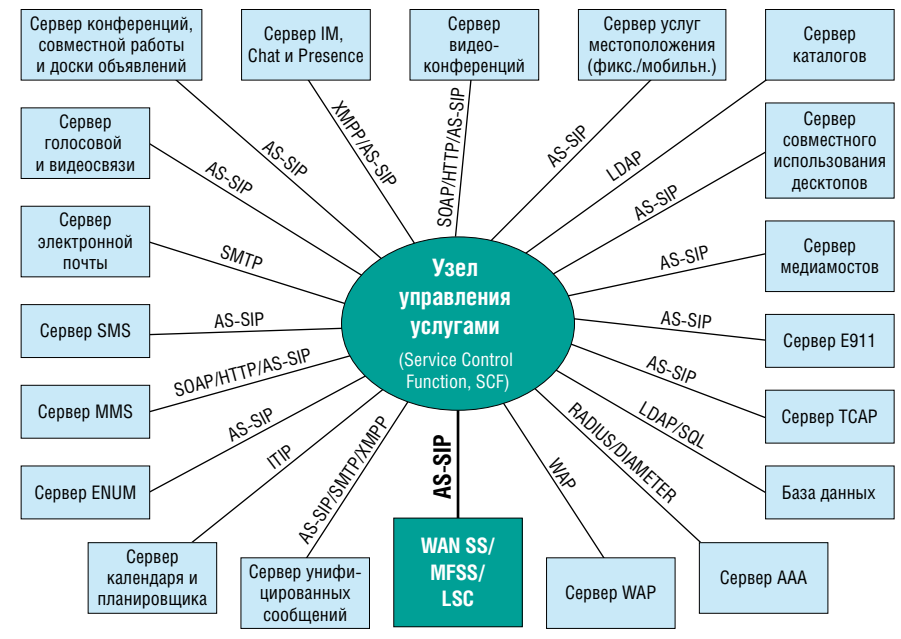 Сервер конференций,
совместной работы
и доски объявлений
Сервер IM,
Chat и Presence
Сервер
видео-
конференций
Сервер услуг
местоположения
(фикс./мобильн.)
Сервер
каталогов
Сервер
голосовой
и видеосвязи
Сервер
совместного
использования
десктопов
AS-SIP
XMPP/AS-SIP
SOAP/HTTP/AS-SIP
AS-SIP
LDAP
AS-SIP
AS-SIP
Сервер
электронной
почты
SMTP
Узел
управления
услугами
(Service Control
Function, SCF)
AS-SIP
Сервер
медиамостов
Сервер SMS
AS-SIP
AS-SIP
Сервер E911
Сервер MMS
SOAP/HTTP/AS-SIP
AS-SIP
Сервер TCAP
Сервер ENUM
AS-SIP
LDAP/SQL
База данных
ITIP
AS-SIP/SMTP/XMPP
AS-SIP
WAP
RADIUS/DIAMETER
Сервер
календаря и
планировщика
Сервер унифи-
цированных
сообщений
WAN SS/
MFSS/
LSC
Сервер WAP
Сервер AAA